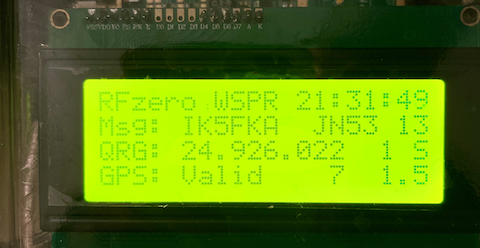 RFzero WSPR 21:31:49
Msg: IK5FKA JN53 13
QRG: 24.926.022 1 S
GPS: Valid 7 1.5